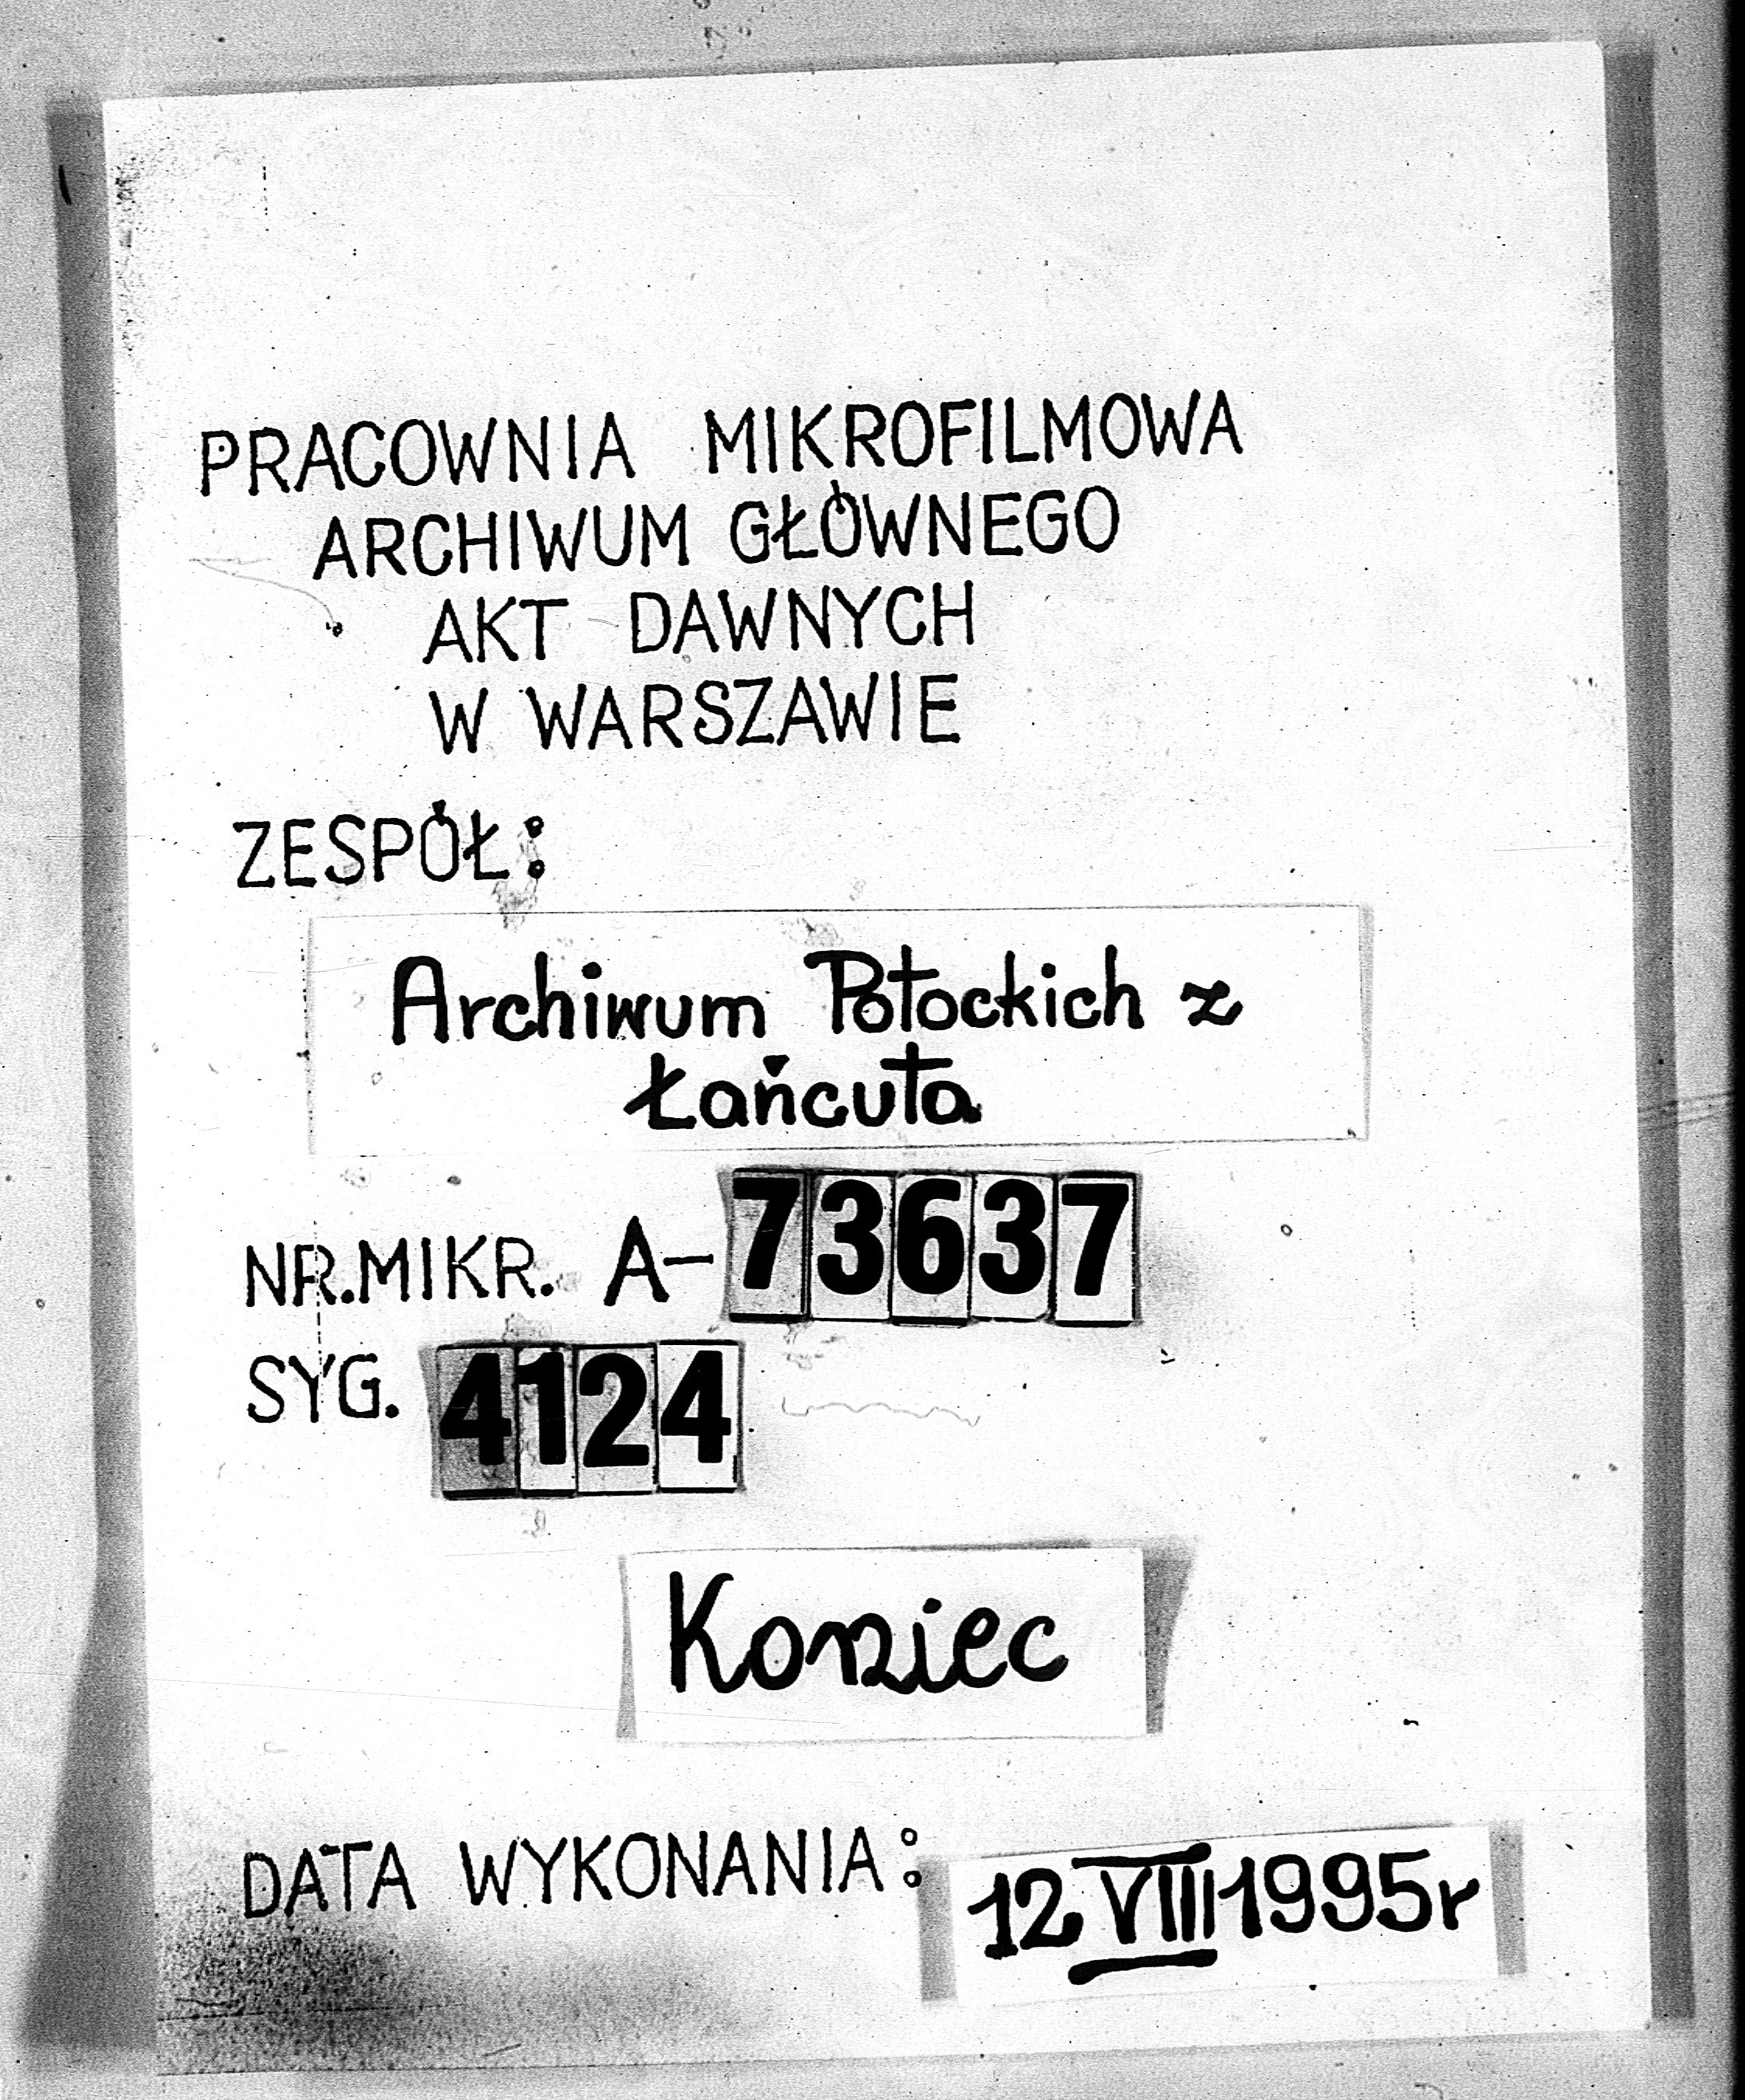 PRACOWNIA MIKROFILMOWA
ARCHIWUM GŁÓWNEGO
AKT DAWNYCH
W WARSZAWIE
ZESPÓŁ:
Archiwum Potockich z
Łańcuta
NR.MIKR. A-73637
SYG. 4124
Koniec
DATA WYKONANIA: 12 VIII 1995r